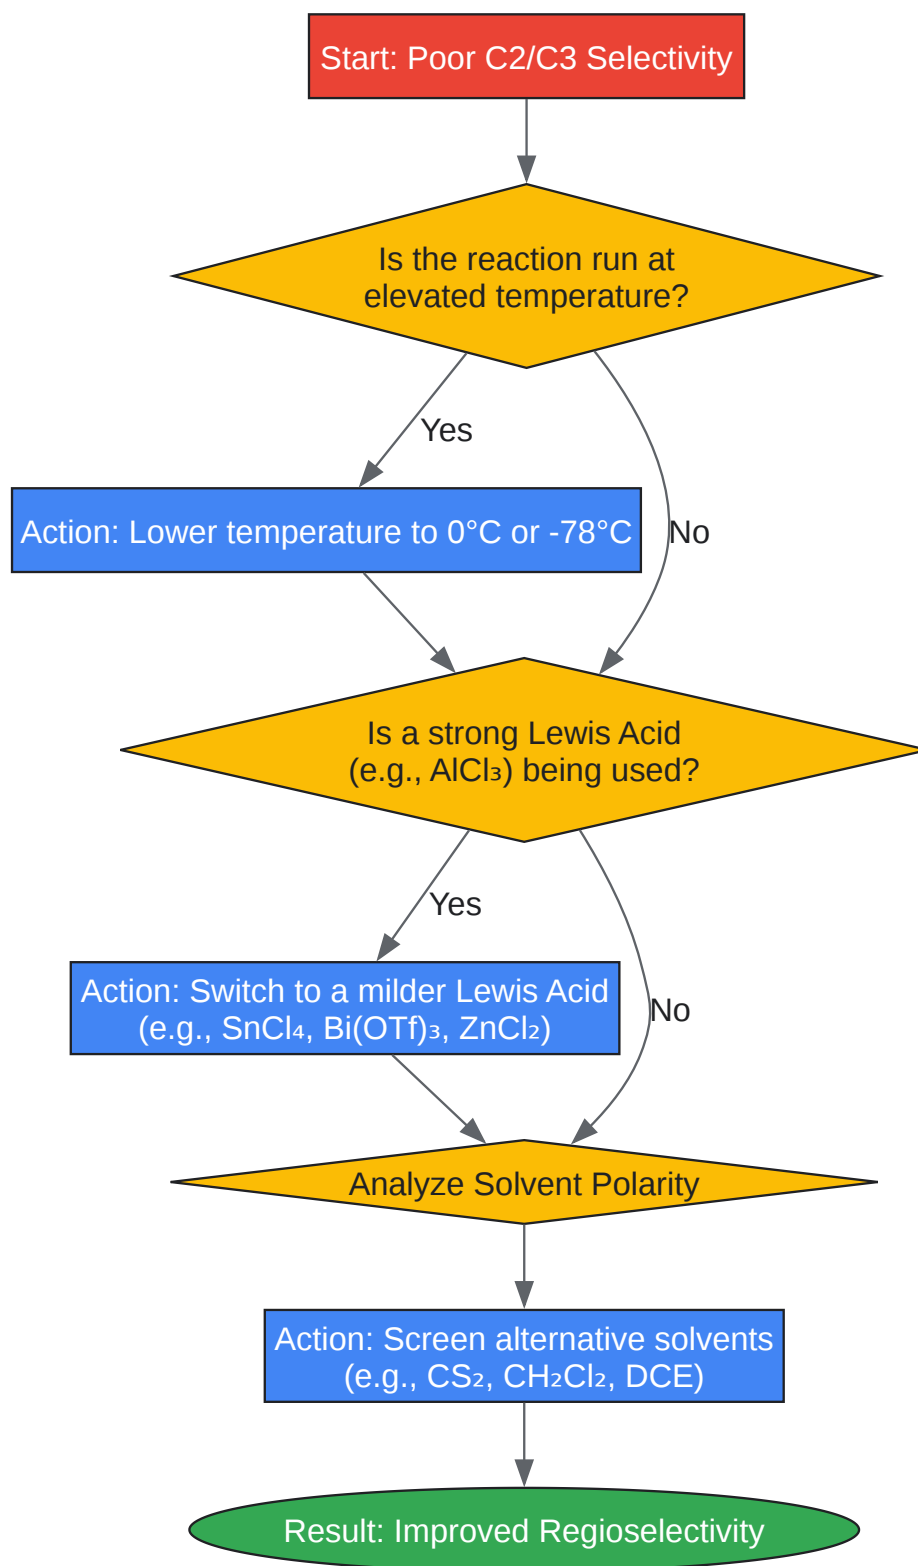 Start: Poor C2/C3 Selectivity
Is the reaction run at
elevated temperature?
Yes
Action: Lower temperature to 0°C or -78°C
No
Is a strong Lewis Acid
(e.g., AlCl₃) being used?
Yes
Action: Switch to a milder Lewis Acid
(e.g., SnCl₄, Bi(OTf)₃, ZnCl₂)
No
Analyze Solvent Polarity
Action: Screen alternative solvents
(e.g., CS₂, CH₂Cl₂, DCE)
Result: Improved Regioselectivity